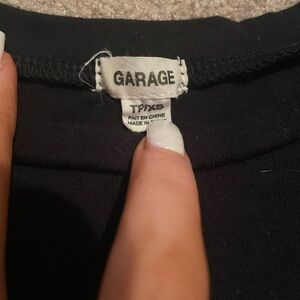 GARAGE
TP/XS
FAIT EN CHINE
MADE IN